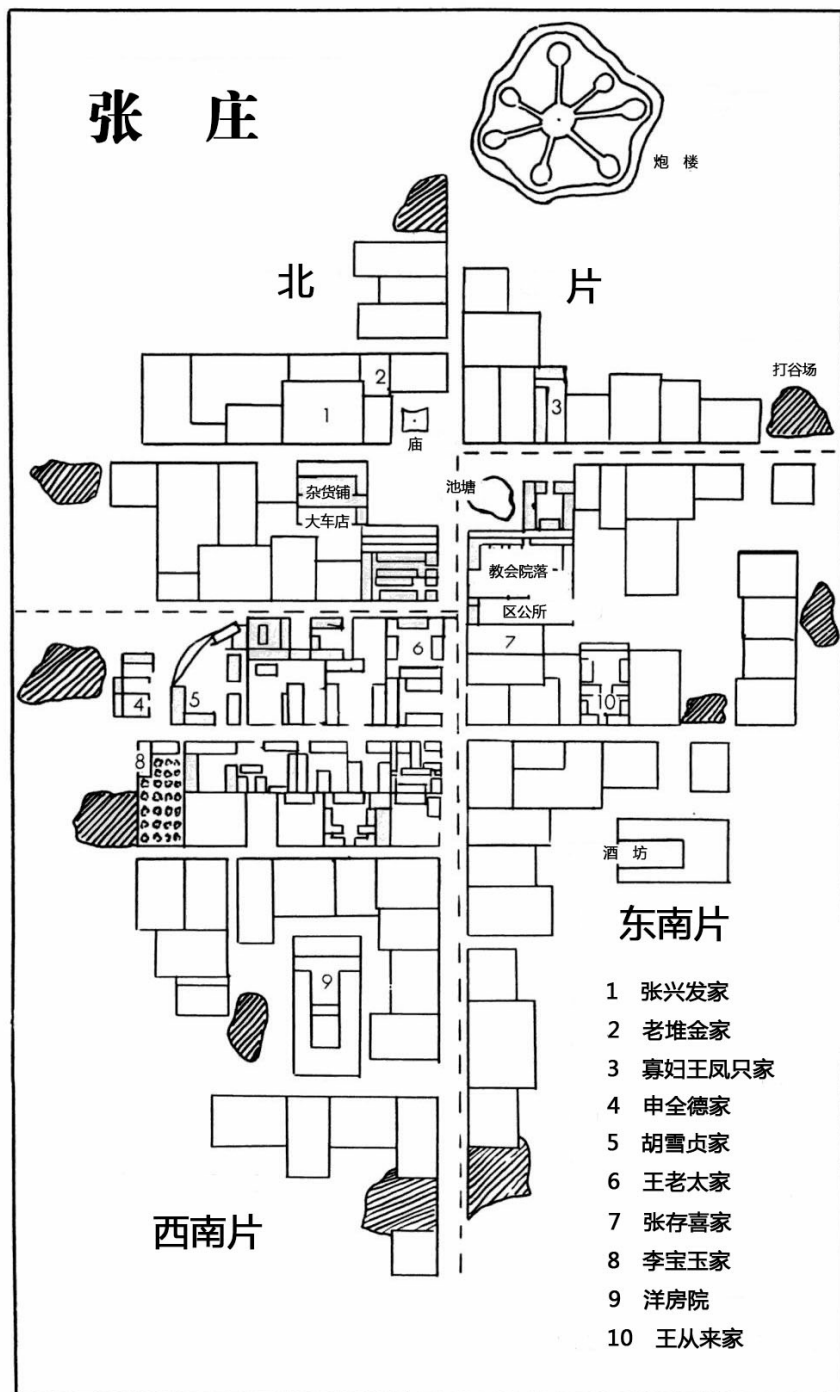 张 庄
炮 楼
北 片
2
打谷场
1
3
庙
杂货铺
池塘
大车店
教会院落
区公所
6
7
4
5
10
8
酒 坊
东南片
9
1 张兴发家
2 老堆金家
3 寡妇王凤只家
4 申全德家
5 胡雪贞家
6 王老太家
7 张存喜家
8 李宝玉家
9 洋房院
10 王从来家
西南片